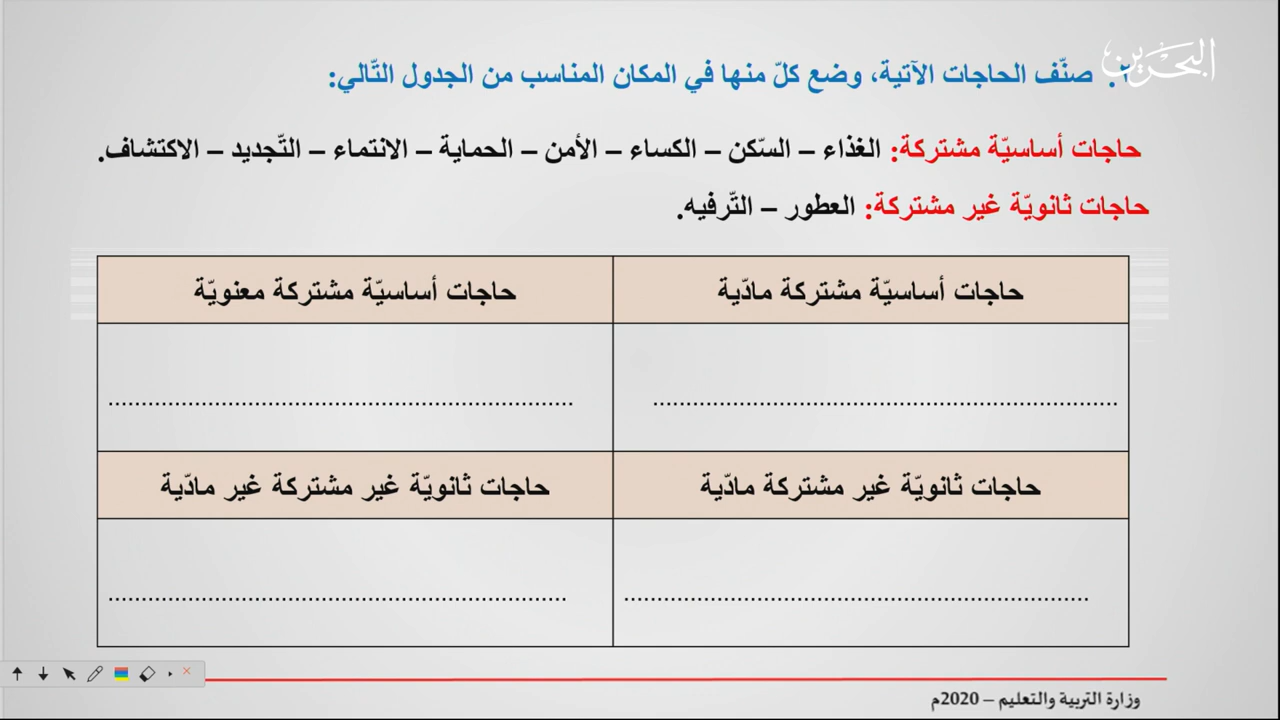 البحرين
٢. صنّف الحاجات الآتية، وضع كلّ منها في المكان المناسب من الجدول التّالي:
حاجات أساسيّة مشتركة: الغذاء – السّكن – الكساء – الأمن – الحماية – الانتماء – التّجديد – الاكتشاف.
حاجات ثانويّة غير مشتركة: العطور – التّرفيه.
حاجات أساسيّة مشتركة مادّية
حاجات أساسيّة مشتركة معنويّة
حاجات ثانويّة غير مشتركة مادّية
حاجات ثانويّة غير مشتركة غير مادّية
وزارة التربية والتعليم – 2020م